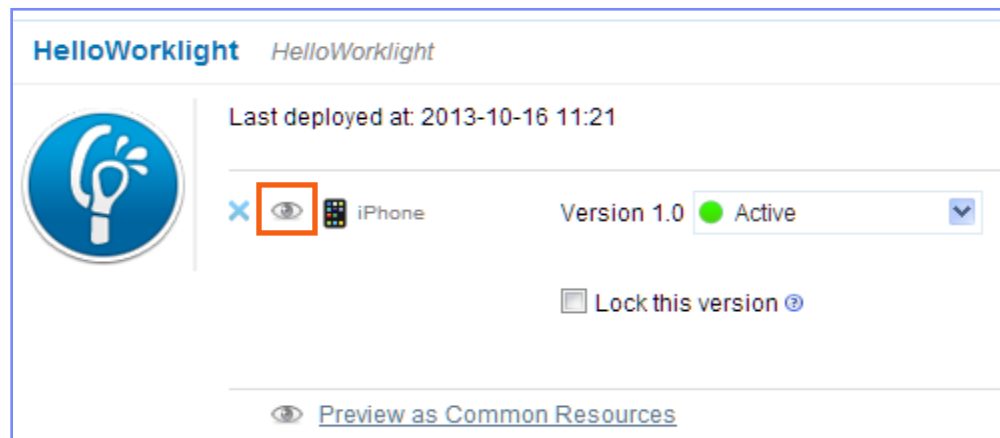 HelloWorklight HelloWorklight
Last deployed at: 2013-10-16 11:21
iPhone Version 1.0 Active
Lock this version ?
Preview as Common Resources